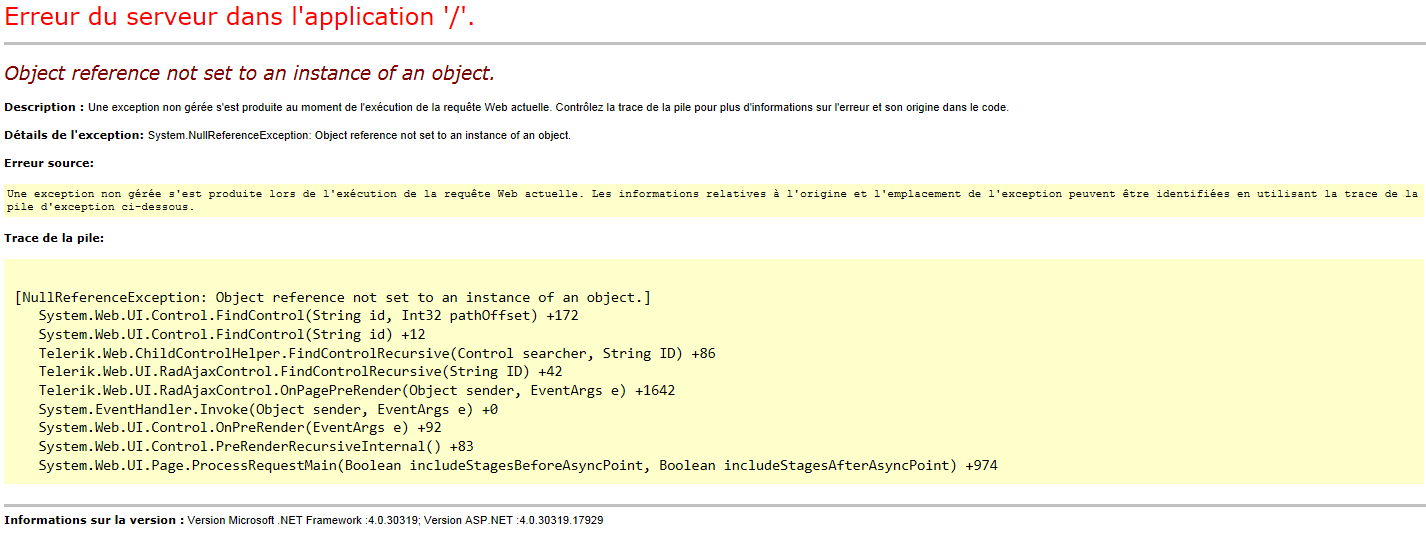 Erreur du serveur dans l'application '/'.
Object reference not set to an instance of an object.
Description : Une exception non gérée s'est produite au moment de l'exécution de la requête Web actuelle. Contrôlez la trace de la pile pour plus d'informations sur l'erreur et son origine dans le code.
Détails de l'exception: System.NullReferenceException: Object reference not set to an instance of an object.
Erreur source:
Une exception non gérée s'est produite lors de l'exécution de la requête Web actuelle. Les informations relatives à l'origine et l'emplacement de l'exception peuvent être identifiées en utilisant la trace de la
pile d'exception ci-dessous.
Trace de la pile:
[NullReferenceException: Object reference not set to an instance of an object.]
System.Web.UI.Control.FindControl(String id, Int32 pathOffset) +172
System.Web.UI.Control.FindControl(String id) +12
Telerik.Web.ChildControlHelper.FindControlRecursive(Control searcher, String ID) +86
Telerik.Web.UI.RadAjaxControl.FindControlRecursive(String ID) +42
Telerik.Web.UI.RadAjaxControl.OnPagePreRender(Object sender, EventArgs e) +1642
System.EventHandler.Invoke(Object sender, EventArgs e) +0
System.Web.UI.Control.OnPreRender(EventArgs e) +92
System.Web.UI.Control.PreRenderRecursiveInternal() +83
System.Web.UI.Page.ProcessRequestMain(Boolean includeStagesBeforeAsyncPoint, Boolean includeStagesAfterAsyncPoint) +974
Informations sur la version : Version Microsoft .NET Framework :4.0.30319; Version ASP.NET :4.0.30319.17929